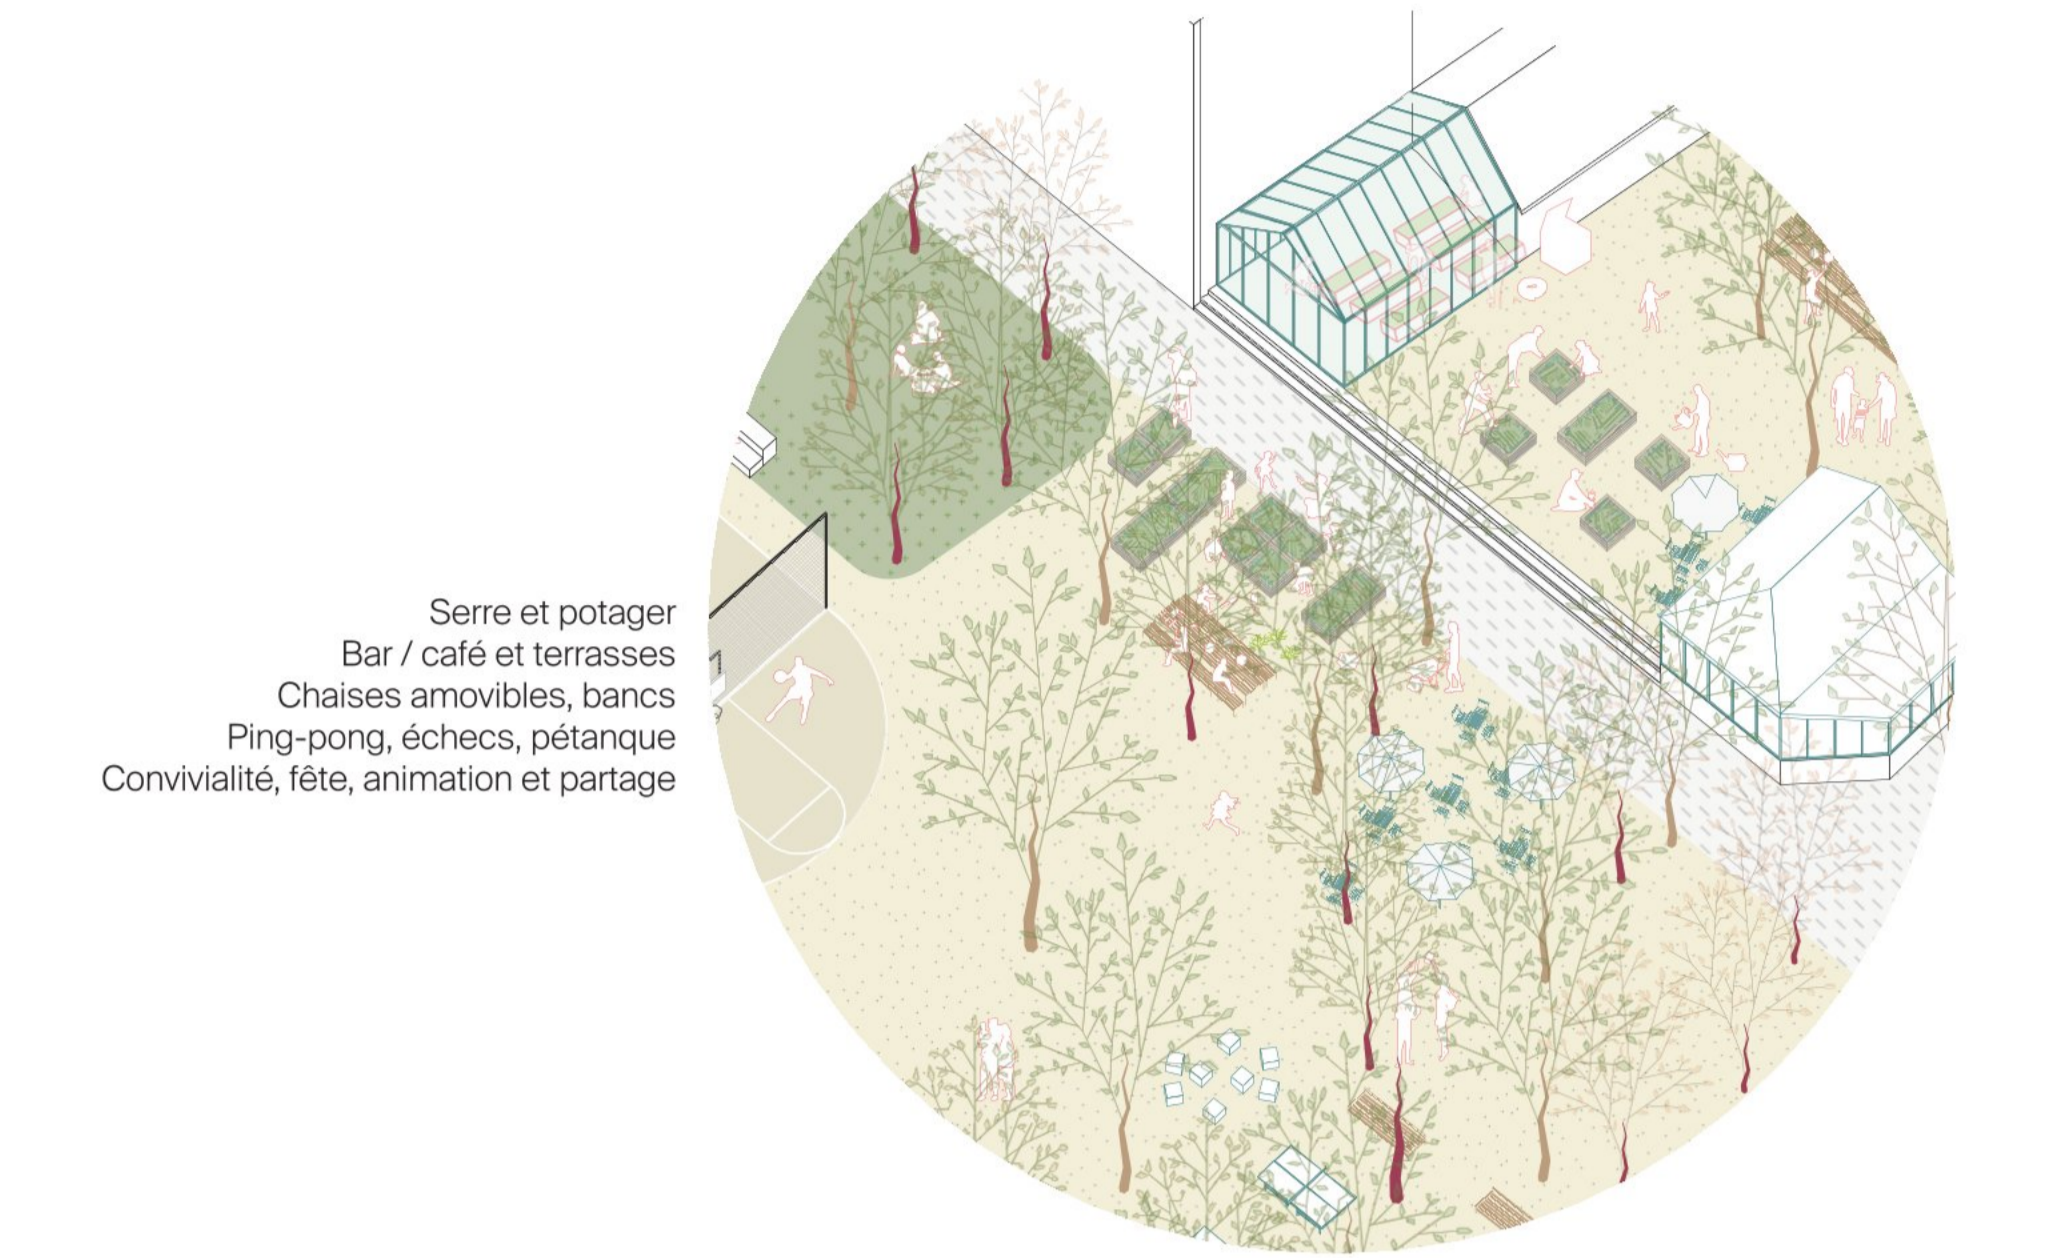 Serre et potager
Bar / café et terrasses
Chaises amovibles, bancs
Ping-pong, échecs, pétanque
Convivialité, fête, animation et partage